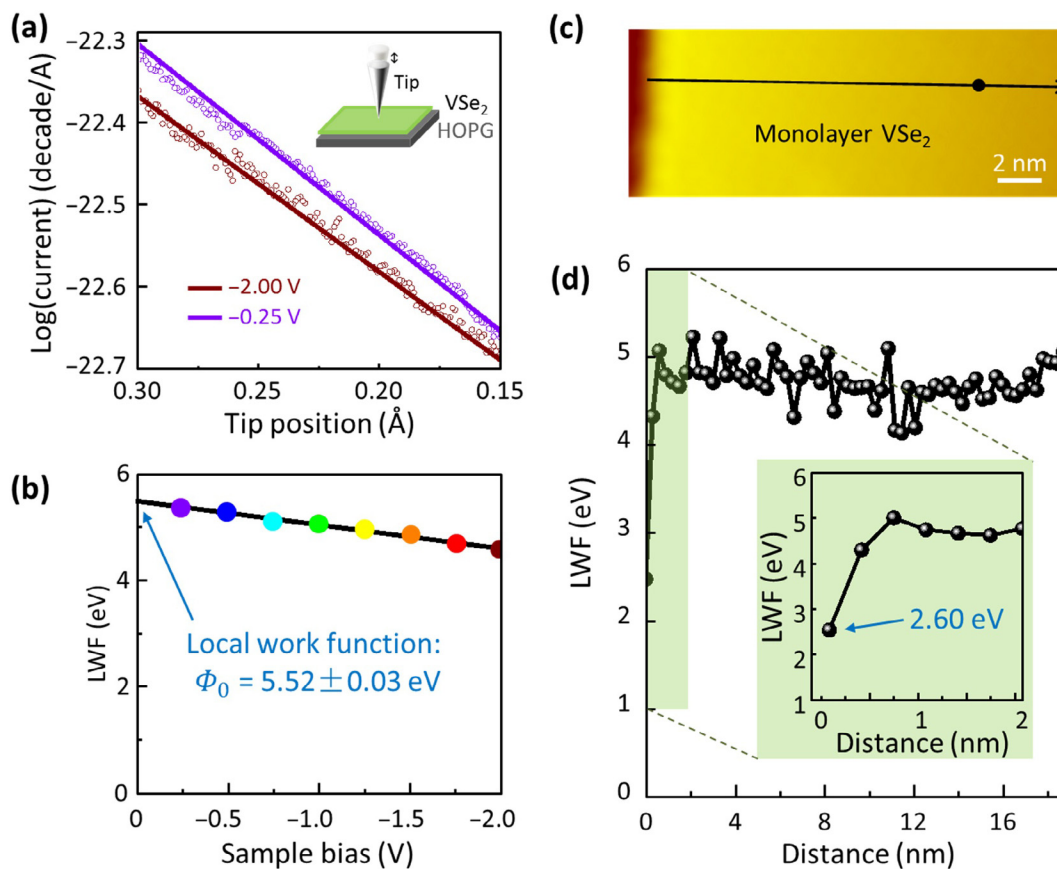 (a)
−22.3
−22.4
−22.5
−22.6
−22.7
Log(current) (decade/A)
Tip
VSe₂
HOPG
−2.00 V
−0.25 V
0.30
0.25
0.20
0.15
Tip position (Å)
(b)
6
4
2
0
LWF (eV)
Local work function:
Φ₀ = 5.52±0.03 eV
0
−0.5
−1.0
−1.5
−2.0
Sample bias (V)
(c)
Monolayer VSe₂
2 nm
(d)
6
5
4
3
2
1
0
LWF (eV)
0
4
8
12
16
Distance (nm)
6
5
4
3
2
1
LWF (eV)
2.60 eV
0
1
2
Distance (nm)